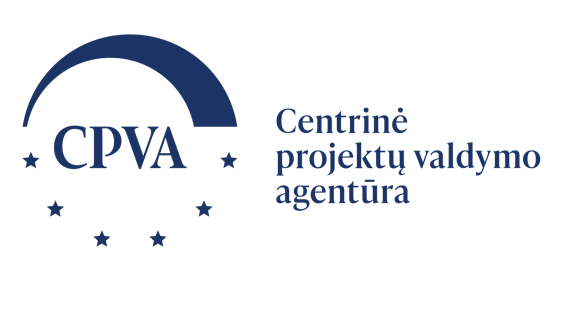 CPVA
Centrinė
projektų valdymo
agentūra